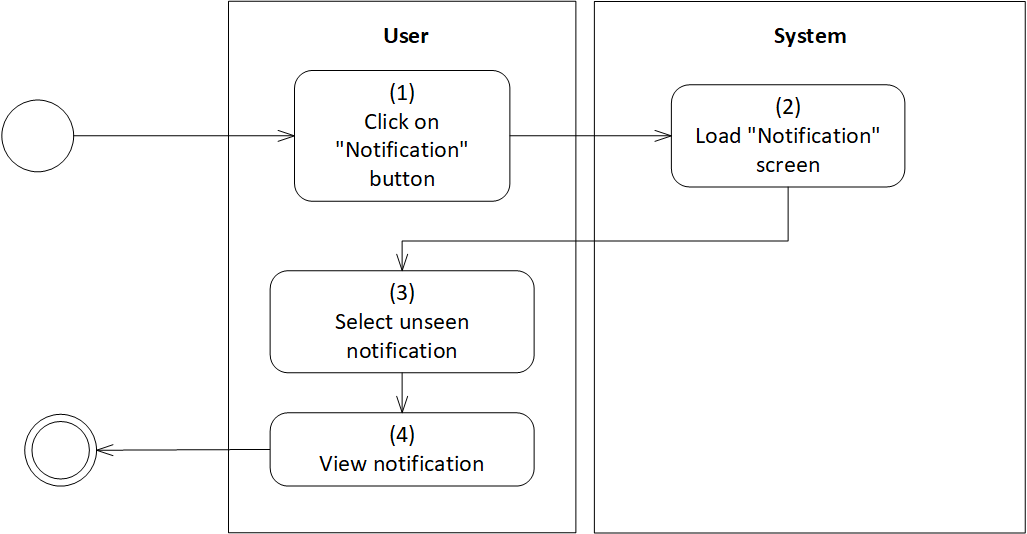 User
System
(1)
Click on
"Notification"
button
(2)
Load "Notification"
screen
(3)
Select unseen
notification
(4)
View notification